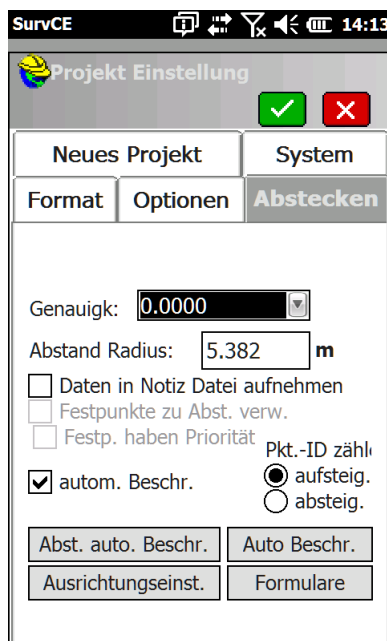 SurvCE 14:13
Projekt Einstellung
Neues Projekt System
Format Optionen Abstecken
Genauigk: 0.0000
Abstand Radius: 5.382 m
Daten in Notiz Datei aufnehmen
Festpunkte zu Abst. verw.
Festp. haben Priorität
Pkt.-ID zähl
autom. Beschr. aufsteig.
absteig.
Abst. auto. Beschr. Auto Beschr.
Ausrichtungseinst. Formulare